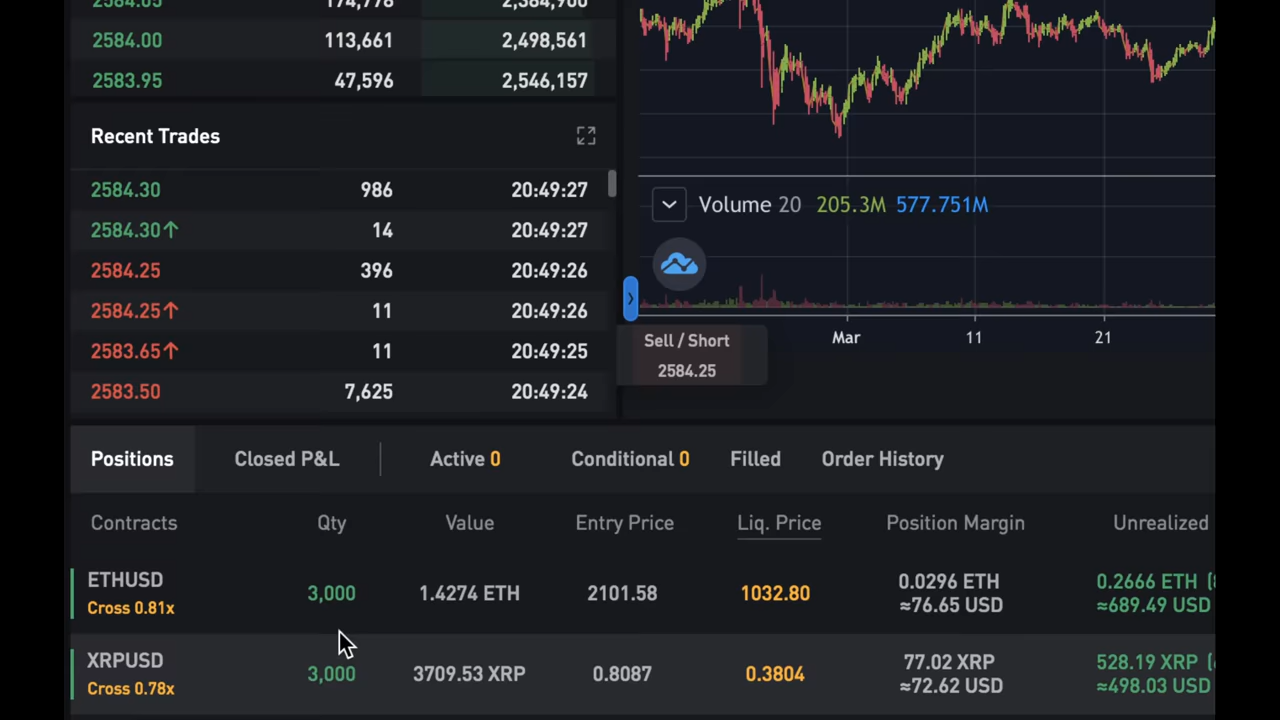 2584.05 174,778 2,384,900
2584.00 113,661 2,498,561
2583.95 47,596 2,546,157
Recent Trades
2584.30 986 20:49:27
2584.30↑ 14 20:49:27
2584.25 396 20:49:26
2584.25↑ 11 20:49:26
2583.65↑ 11 20:49:25
2583.50 7,625 20:49:24
Volume 20 205.3M 577.751M
Mar 11 21
Sell / Short
2584.25
Positions Closed P&L Active 0 Conditional 0 Filled Order History
Contracts Qty Value Entry Price Liq. Price Position Margin Unrealized
ETHUSD 3,000 1.4274 ETH 2101.58 1032.80 0.0296 ETH 0.2666 ETH (
Cross 0.81x ≈76.65 USD ≈689.49 USD
XRPUSD 3,000 3709.53 XRP 0.8087 0.3804 77.02 XRP 528.19 XRP (
Cross 0.78x ≈72.62 USD ≈498.03 USD